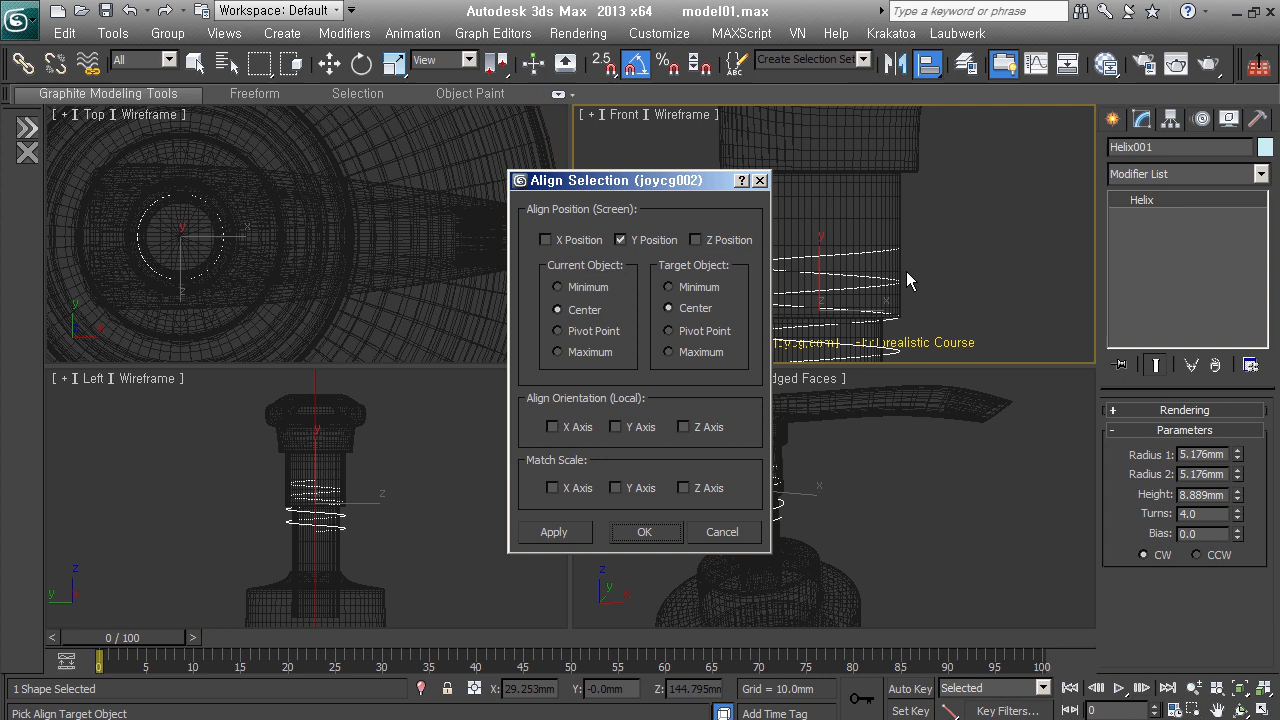 Workspace: Default
Autodesk 3ds Max 2013 x64 model01.max
Type a keyword or phrase
Edit Tools Group Views Create Modifiers Animation Graph Editors Rendering Customize MAXScript VN Help Krakatoa Laubwerk
All View 2.5 Create Selection Set
Graphite Modeling Tools Freeform Selection Object Paint
[ + ] Top ] Wireframe ]
[ + ] Front ] Wireframe ]
Helix001
Modifier List
Helix
Align Selection (joycg002)
Align Position (Screen):
X Position Y Position Z Position
Current Object: Target Object:
Minimum Minimum
Center Center
Pivot Point Pivot Point
Maximum Maximum
realistic Course
[ + ] Left ] Wireframe ]
dged Faces ]
Align Orientation (Local):
X Axis Y Axis Z Axis
Match Scale:
X Axis Y Axis Z Axis
Apply OK Cancel
+ Rendering
- Parameters
Radius 1: 5.176mm
Radius 2: 5.176mm
Height: 8.889mm
Turns: 4.0
Bias: 0.0
CW CCW
< 0 / 100 >
0 5 10 15 20 25 30 35 40 45 50 55 60 65 70 75 80 85 90 95 100
1 Shape Selected X: 29.253mm Y: -0.0mm Z: 144.795mm Grid = 10.0mm Auto Key Selected
Pick Align Target Object Add Time Tag Set Key Key Filters... 0